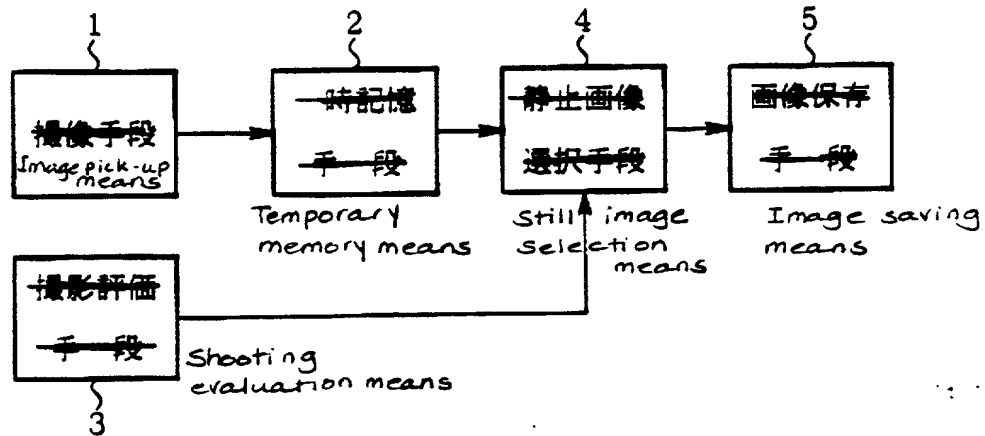 1
撮像手段
Image pick-up
means
2
一時記憶
手段
Temporary
memory means
4
静止画像
選択手段
Still image
selection
means
5
画像保存
手段
Image saving
means
撮影評価
手段
Shooting
evaluation means
3